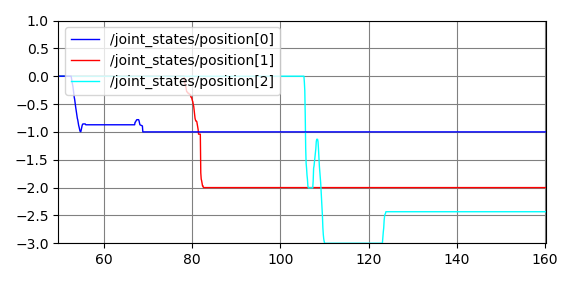 1.0
0.5
0.0
−0.5
−1.0
−1.5
−2.0
−2.5
−3.0
/joint_states/position[0]
/joint_states/position[1]
/joint_states/position[2]
60 80 100 120 140 160